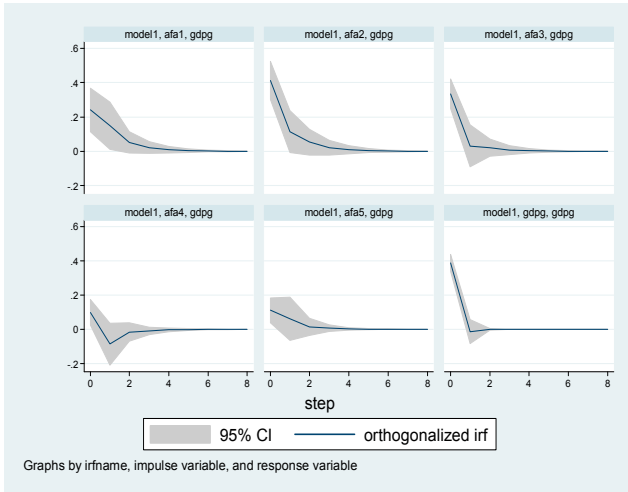 model1, afa1, gdpg
model1, afa2, gdpg
model1, afa3, gdpg
.6
.4
.2
0
-.2
model1, afa4, gdpg
model1, afa5, gdpg
model1, gdpg, gdpg
.6
.4
.2
0
-.2
0 2 4 6 8
0 2 4 6 8
0 2 4 6 8
step
95% CI
orthogonalized irf
Graphs by irfname, impulse variable, and response variable